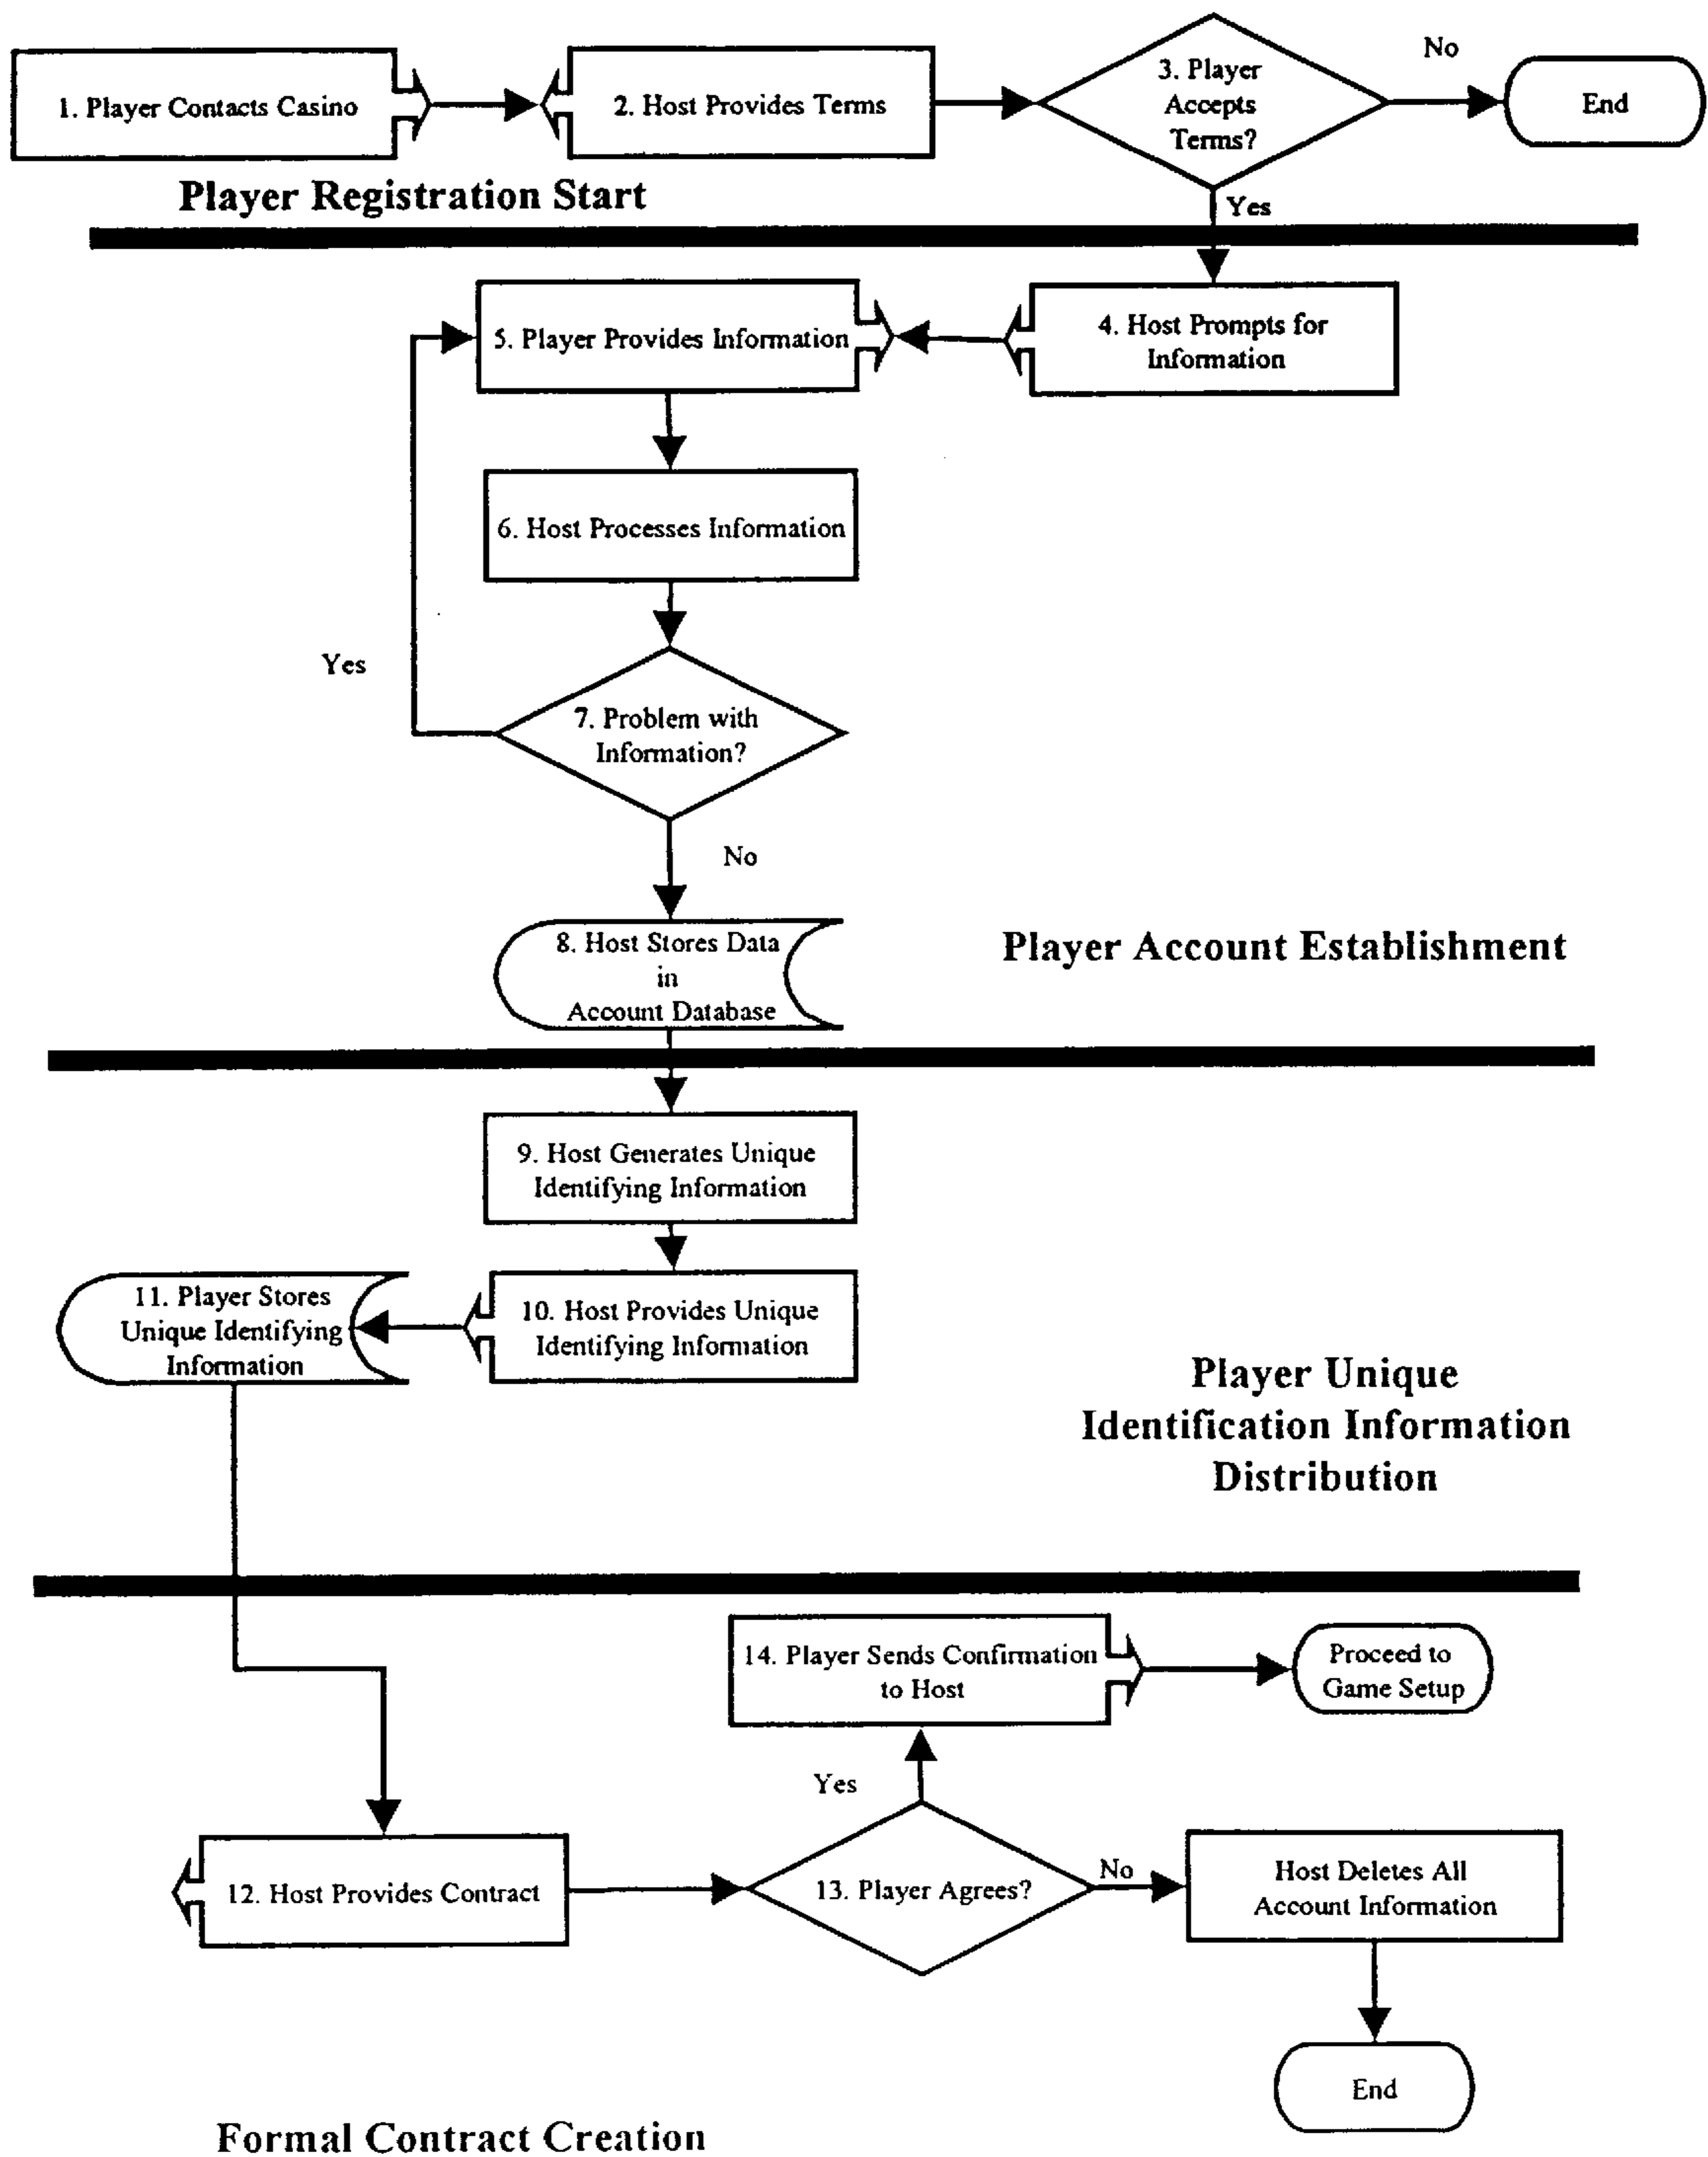 1. Player Contacts Casino
2. Host Provides Terms
3. Player
Accepts
Terms?
No
End
Player Registration Start
Yes
4. Host Prompts for
Information
5. Player Provides Information
6. Host Processes Information
Yes
7. Problem with
Information?
No
8. Host Stores Data
in
Account Database
Player Account Establishment
9. Host Generates Unique
Identifying Information
10. Host Provides Unique
Identifying Information
11. Player Stores
Unique Identifying
Information
Player Unique
Identification Information
Distribution
14. Player Sends Confirmation
to Host
Proceed to
Game Setup
Yes
12. Host Provides Contract
13. Player Agrees?
No
Host Deletes All
Account Information
End
Formal Contract Creation